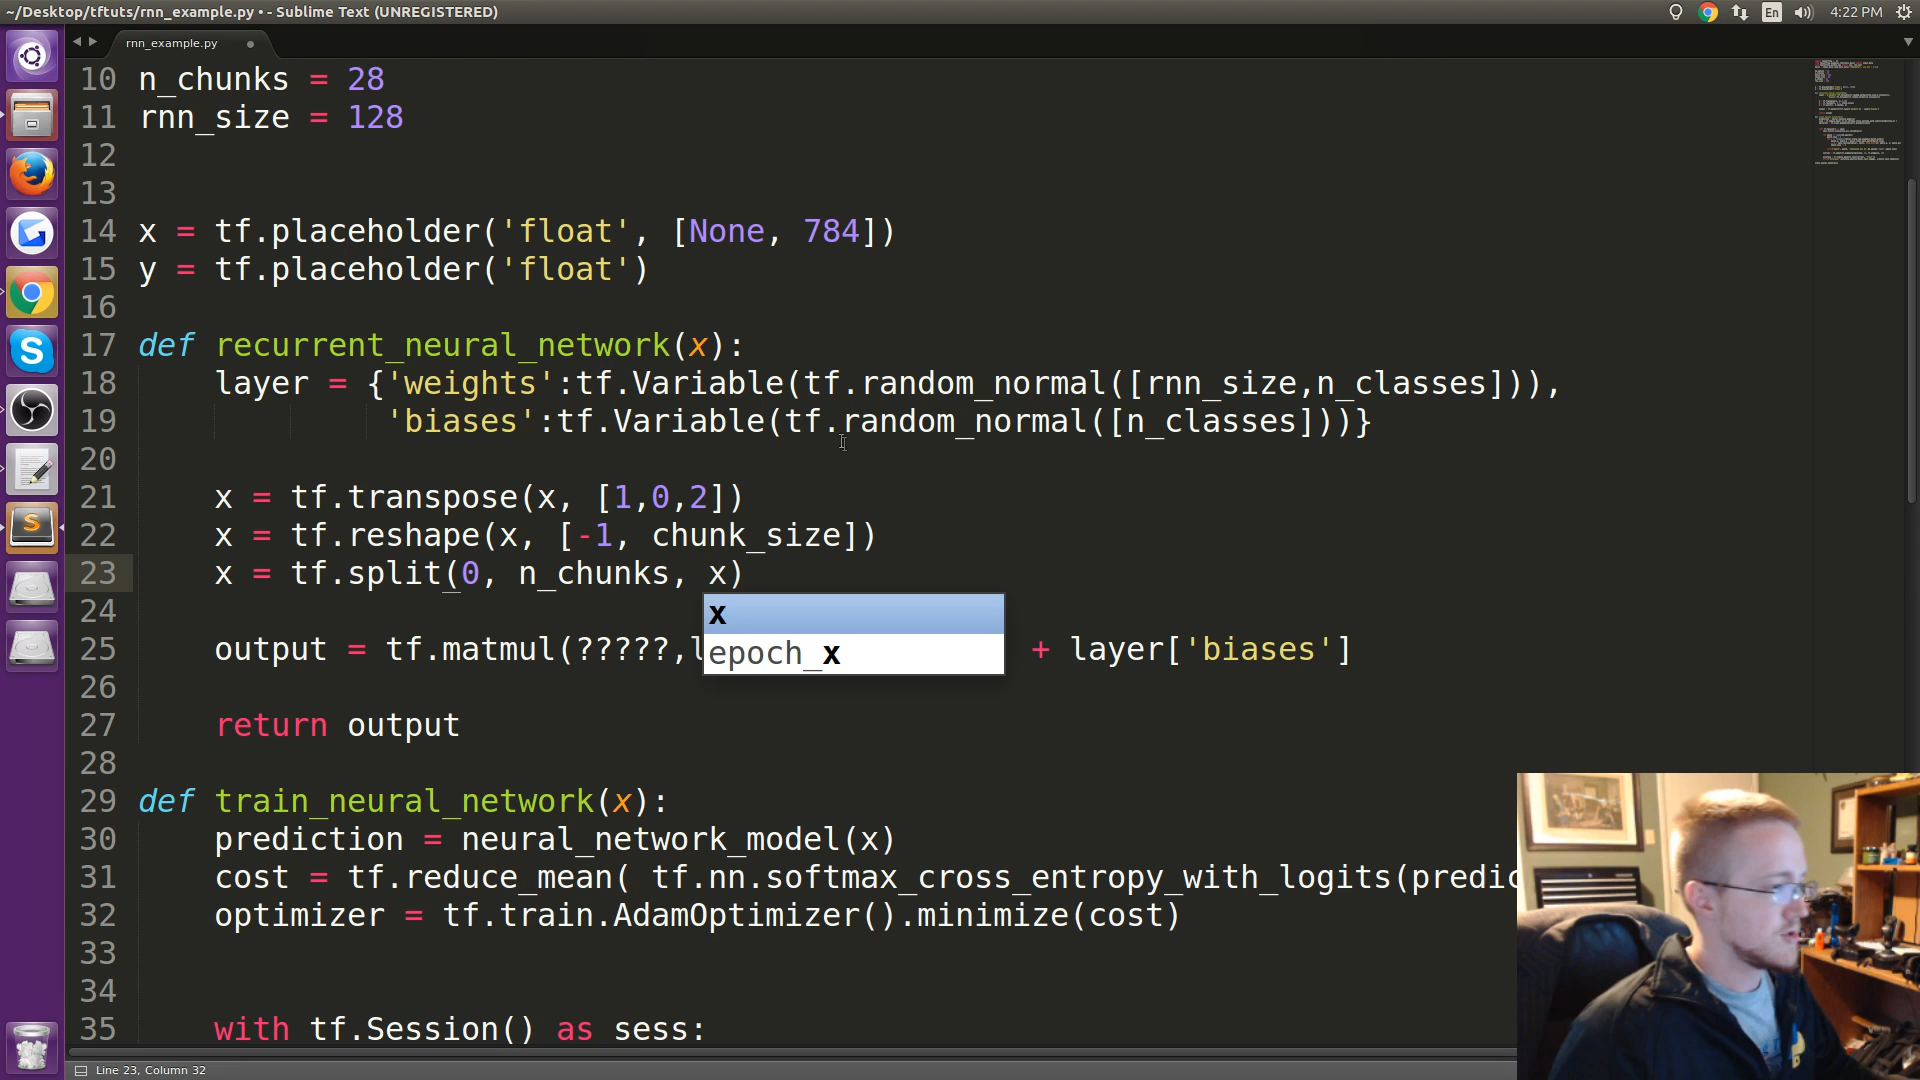 ~/Desktop/tftuts/rnn_example.py • - Sublime Text (UNREGISTERED)
En
4:22 PM
rnn_example.py
10 n_chunks = 28
11 rnn_size = 128
12
13
14 x = tf.placeholder('float', [None, 784])
15 y = tf.placeholder('float')
16
17 def recurrent_neural_network(x):
18 layer = {'weights':tf.Variable(tf.random_normal([rnn_size,n_classes])),
19 'biases':tf.Variable(tf.random_normal([n_classes]))}
20
21 x = tf.transpose(x, [1,0,2])
22 x = tf.reshape(x, [-1, chunk_size])
23 x = tf.split(0, n_chunks, x)
x
24
25 output = tf.matmul(?????,l + layer['biases']
epoch_x
26
27 return output
28
29 def train_neural_network(x):
30 prediction = neural_network_model(x)
31 cost = tf.reduce_mean( tf.nn.softmax_cross_entropy_with_logits(predic
32 optimizer = tf.train.AdamOptimizer().minimize(cost)
33
34
35 with tf.Session() as sess:
Line 23, Column 32